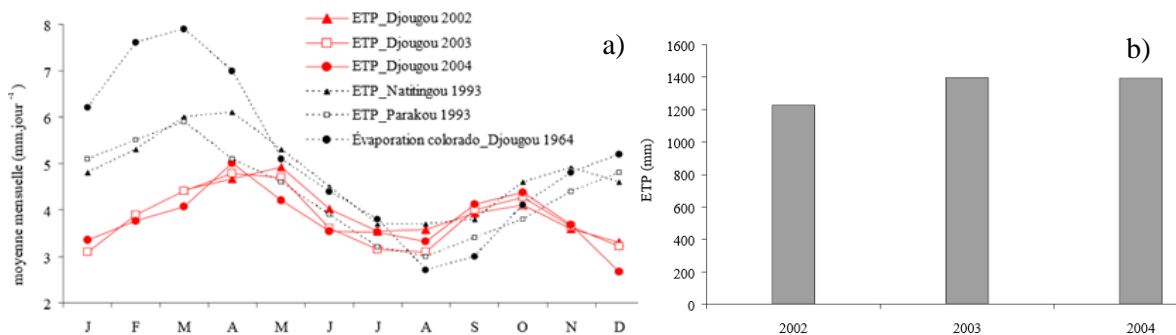 a)
moyenne mensuelle (mm.jour⁻¹)
8
7
6
5
4
3
2
J F M A M J J A S O N D
ETP_Djougou 2002
ETP_Djougou 2003
ETP_Djougou 2004
ETP_Natitingou 1993
ETP_Parakou 1993
Évaporation colorado_Djougou 1964
b)
ETP (mm)
1600
1400
1200
1000
800
600
400
200
0
2002 2003 2004